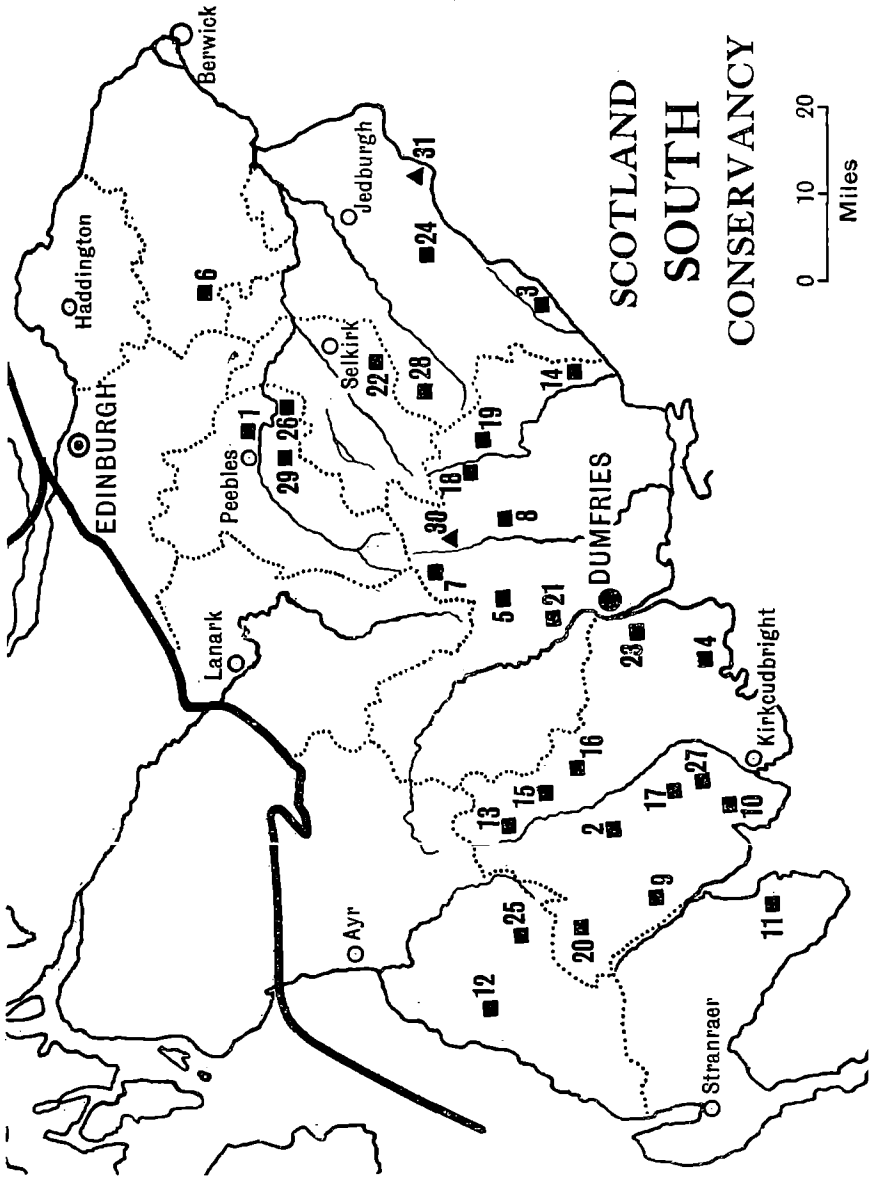 SCOTLAND
SOUTH
CONSERVANCY
0 10 20
Miles
Berwick
Haddington
6
EDINBURGH
Jedburgh
31
24
3
Selkirk
22
28
14
1
Peebles
26
29
19
18
30
8
7
5
21
DUMFRIES
23
4
Lanark
Kirkcudbright
16
15
13
17
27
2
10
9
11
25
20
12
Ayr
Stranraer